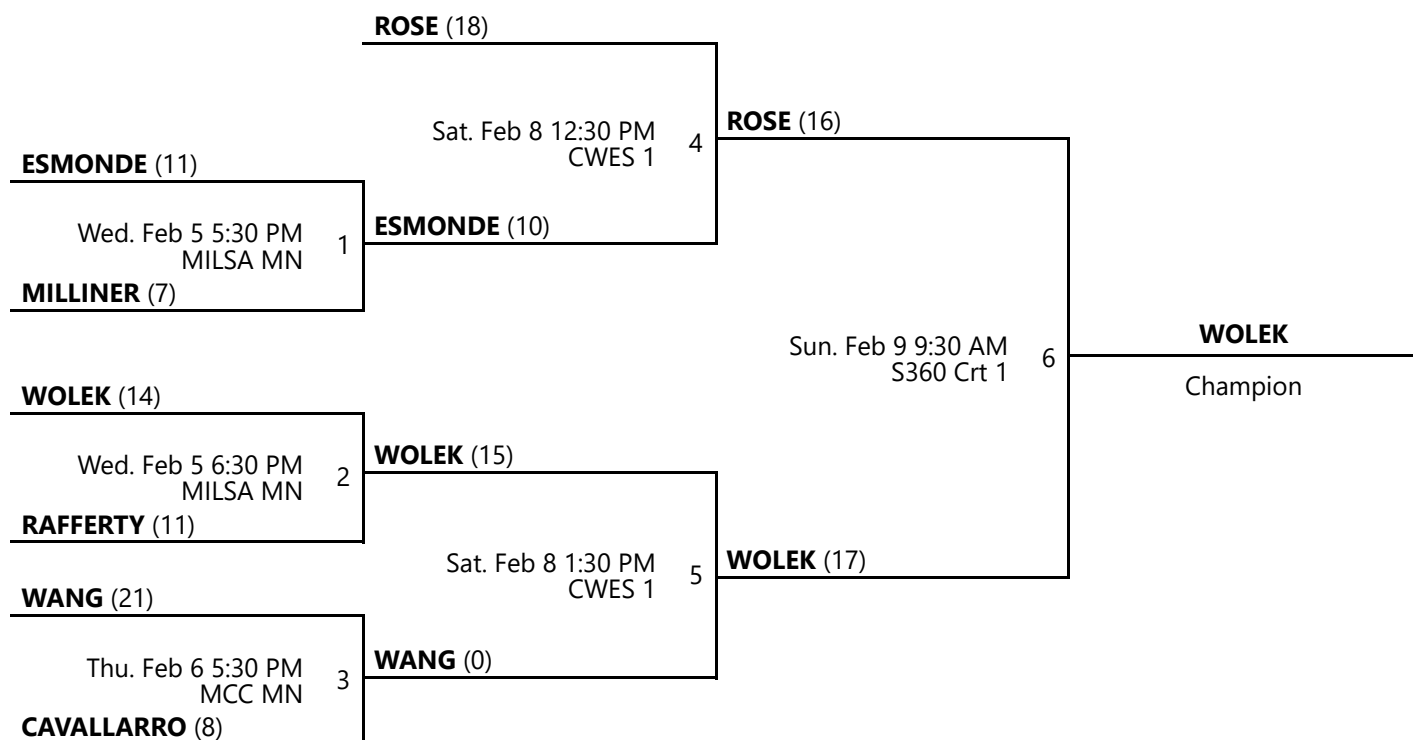 ROSE (18)
Sat. Feb 8 12:30 PM
CWES 1
4
ROSE (16)
ESMONDE (11)
Wed. Feb 5 5:30 PM
MILSA MN
1
ESMONDE (10)
MILLINER (7)
Sun. Feb 9 9:30 AM
S360 Crt 1
6
WOLEK
Champion
WOLEK (14)
Wed. Feb 5 6:30 PM
MILSA MN
2
WOLEK (15)
RAFFERTY (11)
Sat. Feb 8 1:30 PM
CWES 1
5
WOLEK (17)
WANG (21)
Thu. Feb 6 5:30 PM
MCC MN
3
WANG (0)
CAVALLARRO (8)